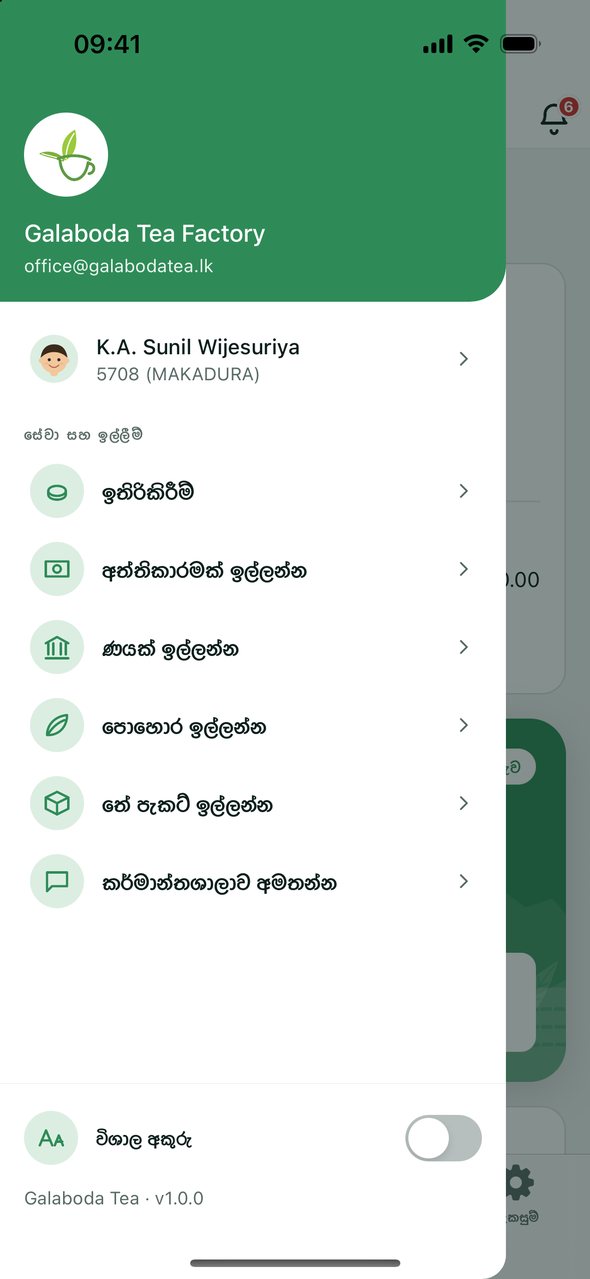 09:41
6
Galaboda Tea Factory
office@galabodatea.lk
K.A. Sunil Wijesuriya
5708 (MAKADURA)
සේවා සහ ඉල්ලීම්
ඉතිරිකිරීම්
අත්තිකාරමක් ඉල්ලන්න
ණයක් ඉල්ලන්න
පොහොර ඉල්ලන්න
තේ පැකට් ඉල්ලන්න
කර්මාන්තශාලාව අමතන්න
විශාල අකුරු
Galaboda Tea · v1.0.0